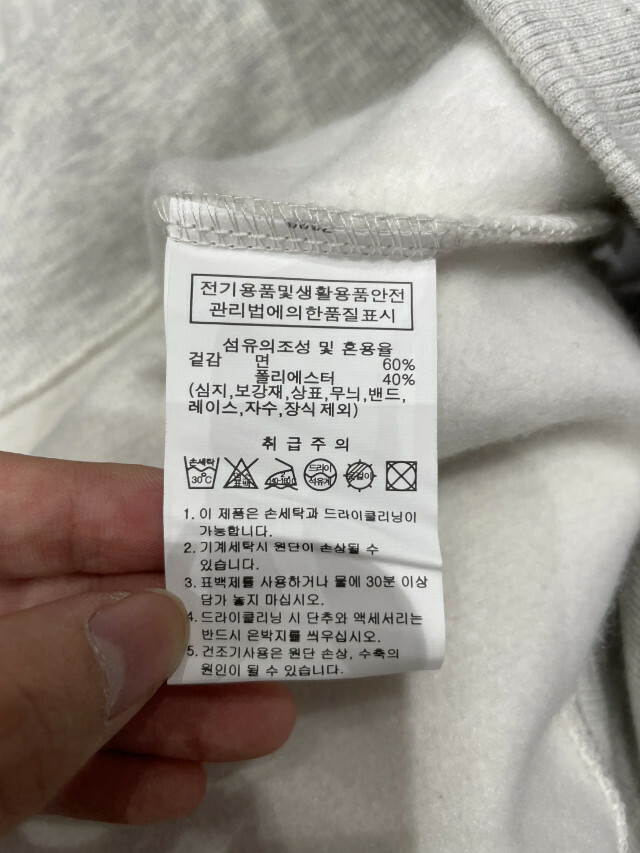 전기용품및생활용품안전
관리법에의한품질표시
섬유의조성 및 혼용율
겉감 면 60%
폴리에스터 40%
(심지,보강재,상표,무늬,밴드,
레이스,자수,장식 제외)
취급주의
손세탁 드라이 옷걸이
30°C 표백 석유계
1. 이 제품은 손세탁과 드라이클리닝이
가능합니다.
2. 기계세탁시 원단이 손상될 수
있습니다.
3. 표백제를 사용하거나 물에 30분 이상
담가 놓지 마십시오.
4. 드라이클리닝 시 단추와 액세서리는
반드시 은박지를 씌우십시오.
5. 건조기사용은 원단 손상, 수축의
원인이 될 수 있습니다.